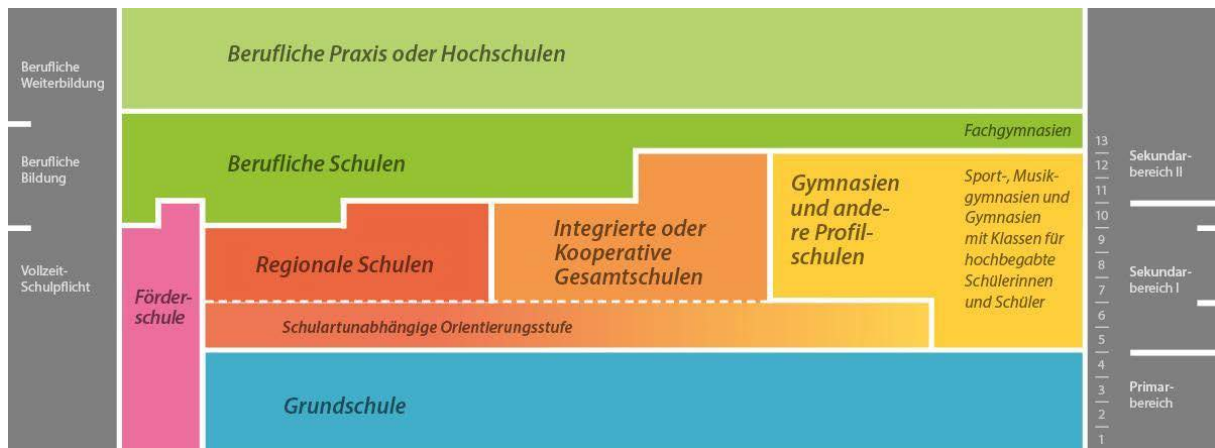 Berufliche
Weiterbildung
Berufliche
Bildung
Vollzeit-
Schulpflicht
Berufliche Praxis oder Hochschulen
Fachgymnasien
Berufliche Schulen
Förder-
schule
Regionale Schulen
Integrierte oder
Kooperative
Gesamtschulen
Gymnasien
und ande-
re Profil-
schulen
Sport-, Musik-
gymnasien und
Gymnasien
mit Klassen für
hochbegabte
Schülerinnen
und Schüler
Schulartunabhängige Orientierungsstufe
Grundschule
13
12
11
10
9
8
7
6
5
4
3
2
1
Sekundar-
bereich II
Sekundar-
bereich I
Primar-
bereich